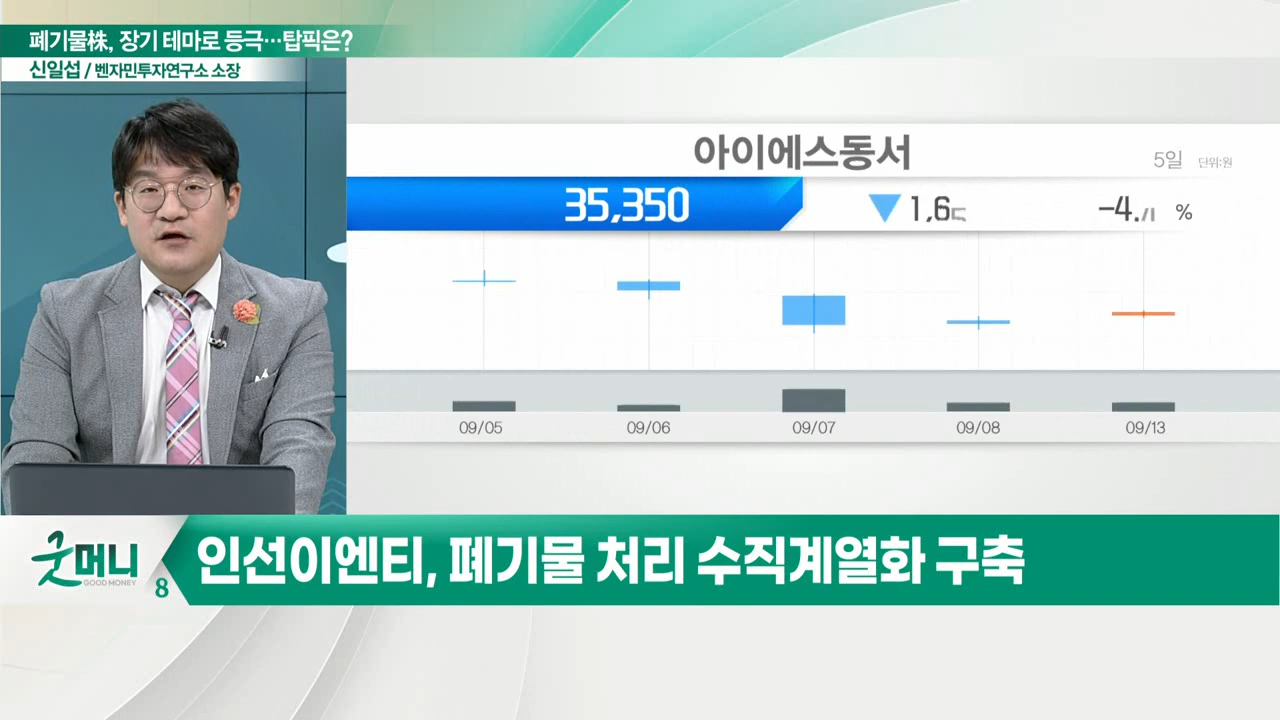 폐기물株, 장기 테마로 등극…탑픽은?
신일섭 / 벤자민투자연구소 소장
아이에스동서
5일 단위:원
35,350 ▼ %
09/05 09/06 09/07 09/08 09/13
굿머니 GOOD MONEY 8
인선이엔티, 폐기물 처리 수직계열화 구축